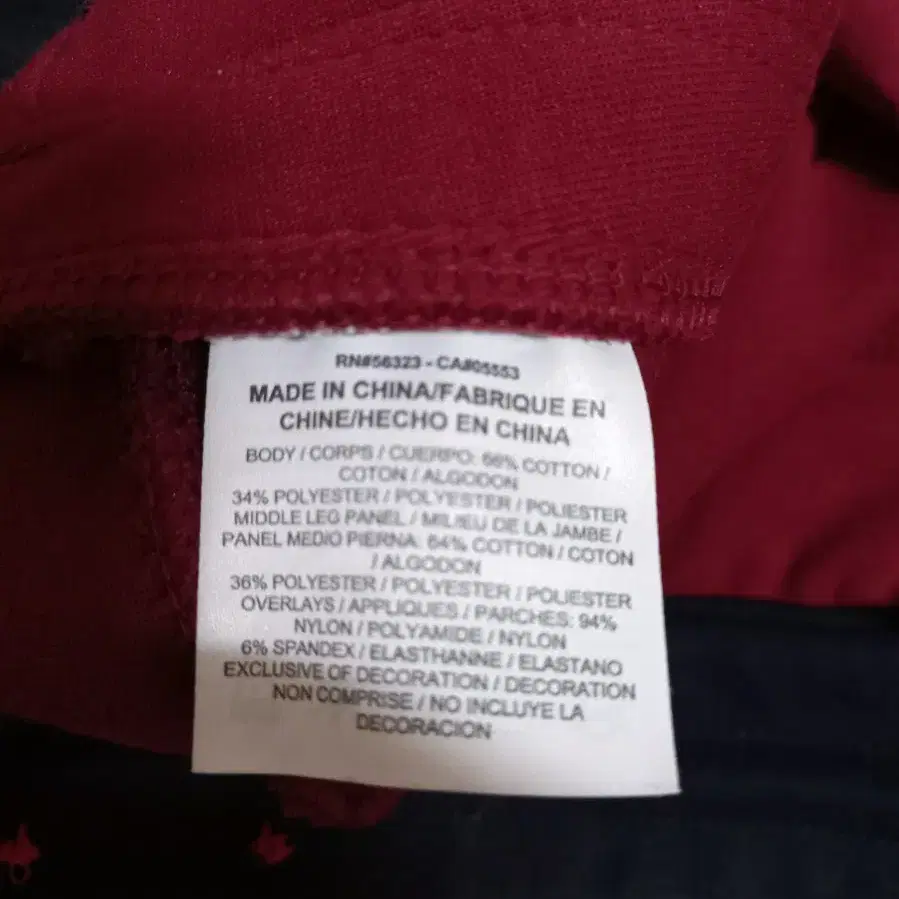 RN#56323 - CA#05553
MADE IN CHINA/FABRIQUE EN
CHINE/HECHO EN CHINA
BODY / CORPS / CUERPO: 66% COTTON /
COTON / ALGODON
34% POLYESTER / POLYESTER / POLIESTER
MIDDLE LEG PANEL / MILIEU DE LA JAMBE /
PANEL MEDIO PIERNA: 64% COTTON / COTON
/ ALGODON
36% POLYESTER / POLYESTER / POLIESTER
OVERLAYS / APPLIQUES / PARCHES: 94%
NYLON / POLYAMIDE / NYLON
6% SPANDEX / ELASTHANNE / ELASTANO
EXCLUSIVE OF DECORATION / DECORATION
NON COMPRISE / NO INCLUYE LA
DECORACION